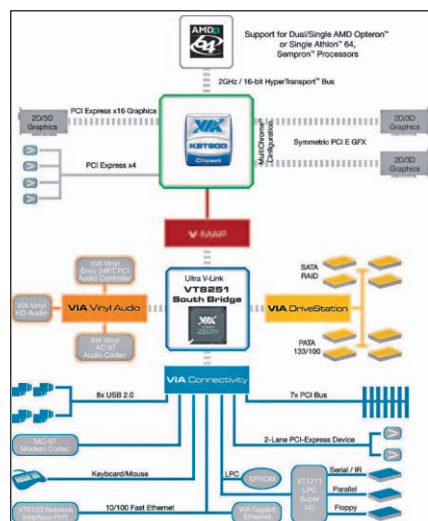 AMD
64
Support for Dual/Single AMD Opteron™
or Single Athlon™ 64,
Sempron™ Processors
2GHz / 16-bit HyperTransport™ Bus
PCI Express x16 Graphics
2D/3D
Graphics
VIA
K8T900
Chipset
MultiChrome™
Configuration
2D/3D
Graphics
Symmetric PCI E GFX
2D/3D
Graphics
PCI Express x4
V-MAP
Ultra V-Link
VT8251
South Bridge
VIA Vinyl
Envy 24PT PCI
Audio Controller
VIA Vinyl
HD Audio
VIA Vinyl Audio
VIA Vinyl
AC'97
Audio Codec
SATA
RAID
VIA DriveStation
PATA
133/100
VIA Connectivity
8x USB 2.0
7x PCI Bus
MC-97
Modem Codec
2-Lane PCI-Express Device
Keyboard/Mouse
LPC
EPROM
VT1211
LPC
Super
I/O
Serial / IR
Parallel
Floppy
VT6103 Network
Interface PHY
10/100 Fast Ethernet
VIA Gigabit
Ethernet